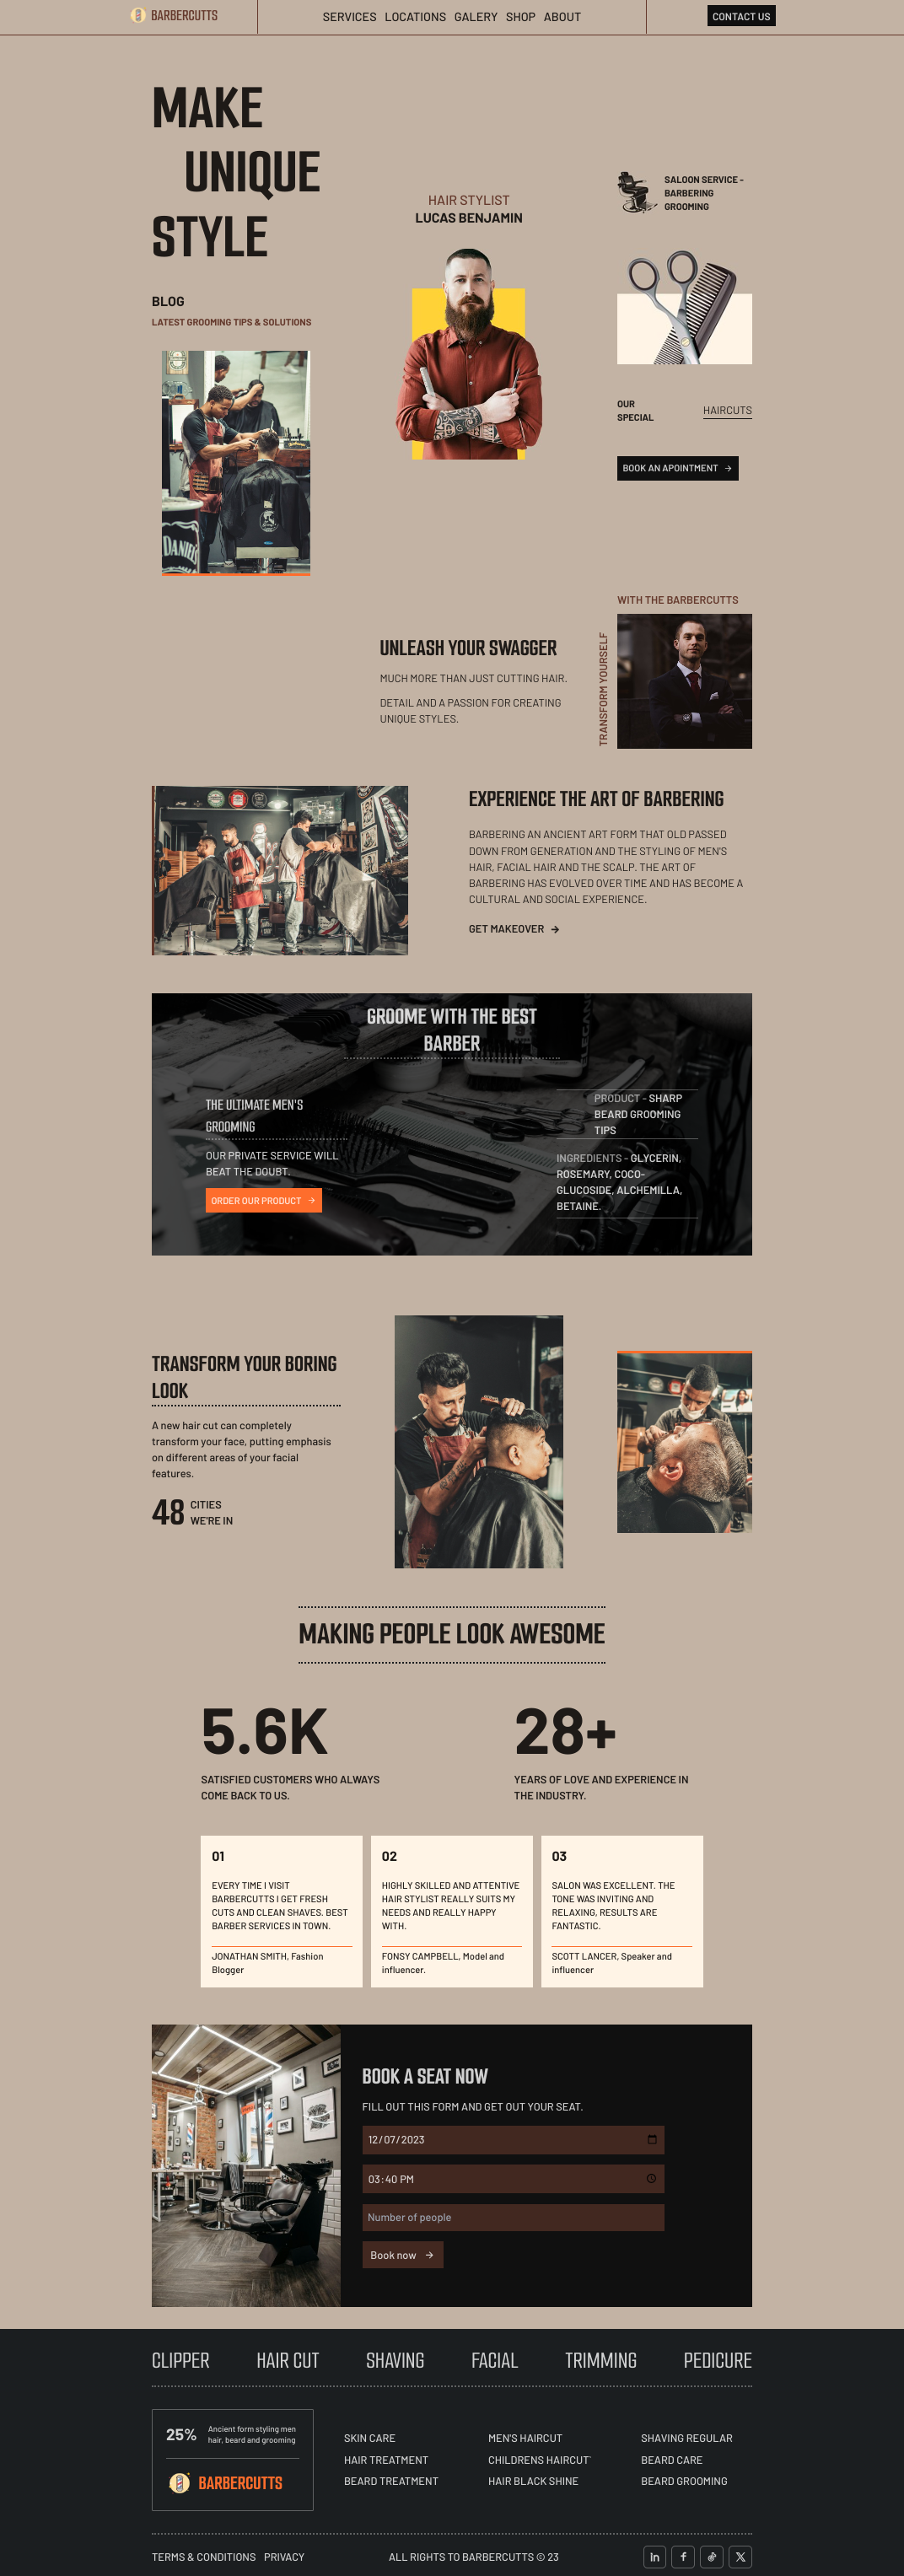 BARBERCUTTS
SERVICES LOCATIONS GALERY SHOP ABOUT
CONTACT US
MAKE
UNIQUE
STYLE
BLOG
LATEST GROOMING TIPS & SOLUTIONS
DANIEL
HAIR STYLIST
LUCAS BENJAMIN
SALOON SERVICE -
BARBERING
GROOMING
OUR
SPECIAL
HAIRCUTS
BOOK AN APOINTMENT
UNLEASH YOUR SWAGGER
MUCH MORE THAN JUST CUTTING HAIR.
DETAIL AND A PASSION FOR CREATING
UNIQUE STYLES.
WITH THE BARBERCUTTS
TRANSFORM YOURSELF
EXPERIENCE THE ART OF BARBERING
BARBERING AN ANCIENT ART FORM THAT OLD PASSED
DOWN FROM GENERATION AND THE STYLING OF MEN'S
HAIR, FACIAL HAIR AND THE SCALP. THE ART OF
BARBERING HAS EVOLVED OVER TIME AND HAS BECOME A
CULTURAL AND SOCIAL EXPERIENCE.
GET MAKEOVER
GROOME WITH THE BEST
BARBER
THE ULTIMATE MEN'S
GROOMING
OUR PRIVATE SERVICE WILL
BEAT THE DOUBT.
ORDER OUR PRODUCT
PRODUCT - SHARP
BEARD GROOMING
TIPS
INGREDIENTS - GLYCERIN,
ROSEMARY, COCO-
GLUCOSIDE, ALCHEMILLA,
BETAINE.
TRANSFORM YOUR BORING
LOOK
A new hair cut can completely
transform your face, putting emphasis
on different areas of your facial
features.
48 CITIES
WE'RE IN
MAKING PEOPLE LOOK AWESOME
5.6K
SATISFIED CUSTOMERS WHO ALWAYS
COME BACK TO US.
28+
YEARS OF LOVE AND EXPERIENCE IN
THE INDUSTRY.
01
EVERY TIME I VISIT
BARBERCUTTS I GET FRESH
CUTS AND CLEAN SHAVES. BEST
BARBER SERVICES IN TOWN.
JONATHAN SMITH, Fashion
Blogger
02
HIGHLY SKILLED AND ATTENTIVE
HAIR STYLIST REALLY SUITS MY
NEEDS AND REALLY HAPPY
WITH.
FONSY CAMPBELL, Model and
influencer.
03
SALON WAS EXCELLENT. THE
TONE WAS INVITING AND
RELAXING, RESULTS ARE
FANTASTIC.
SCOTT LANCER, Speaker and
influencer
BOOK A SEAT NOW
FILL OUT THIS FORM AND GET OUT YOUR SEAT.
12/07/2023
03:40 PM
Number of people
Book now
CLIPPER HAIR CUT SHAVING FACIAL TRIMMING PEDICURE
25% Ancient form styling men
hair, beard and grooming
BARBERCUTTS
SKIN CARE
HAIR TREATMENT
BEARD TREATMENT
MEN'S HAIRCUT
CHILDRENS HAIRCUT`
HAIR BLACK SHINE
SHAVING REGULAR
BEARD CARE
BEARD GROOMING
TERMS & CONDITIONS PRIVACY
ALL RIGHTS TO BARBERCUTTS © 23